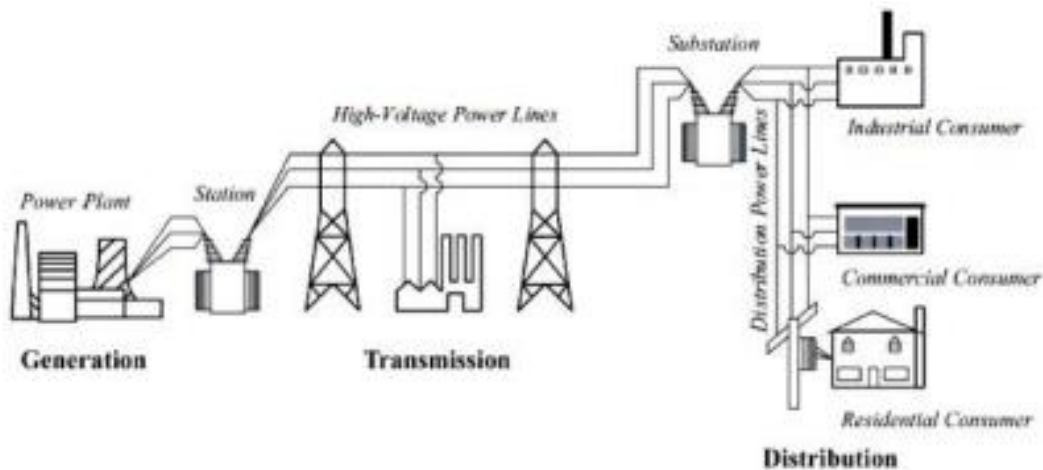 Substation
High-Voltage Power Lines
Industrial Consumer
Station
Power Plant
Distribution Power Lines
Commercial Consumer
Generation
Transmission
Residential Consumer
Distribution